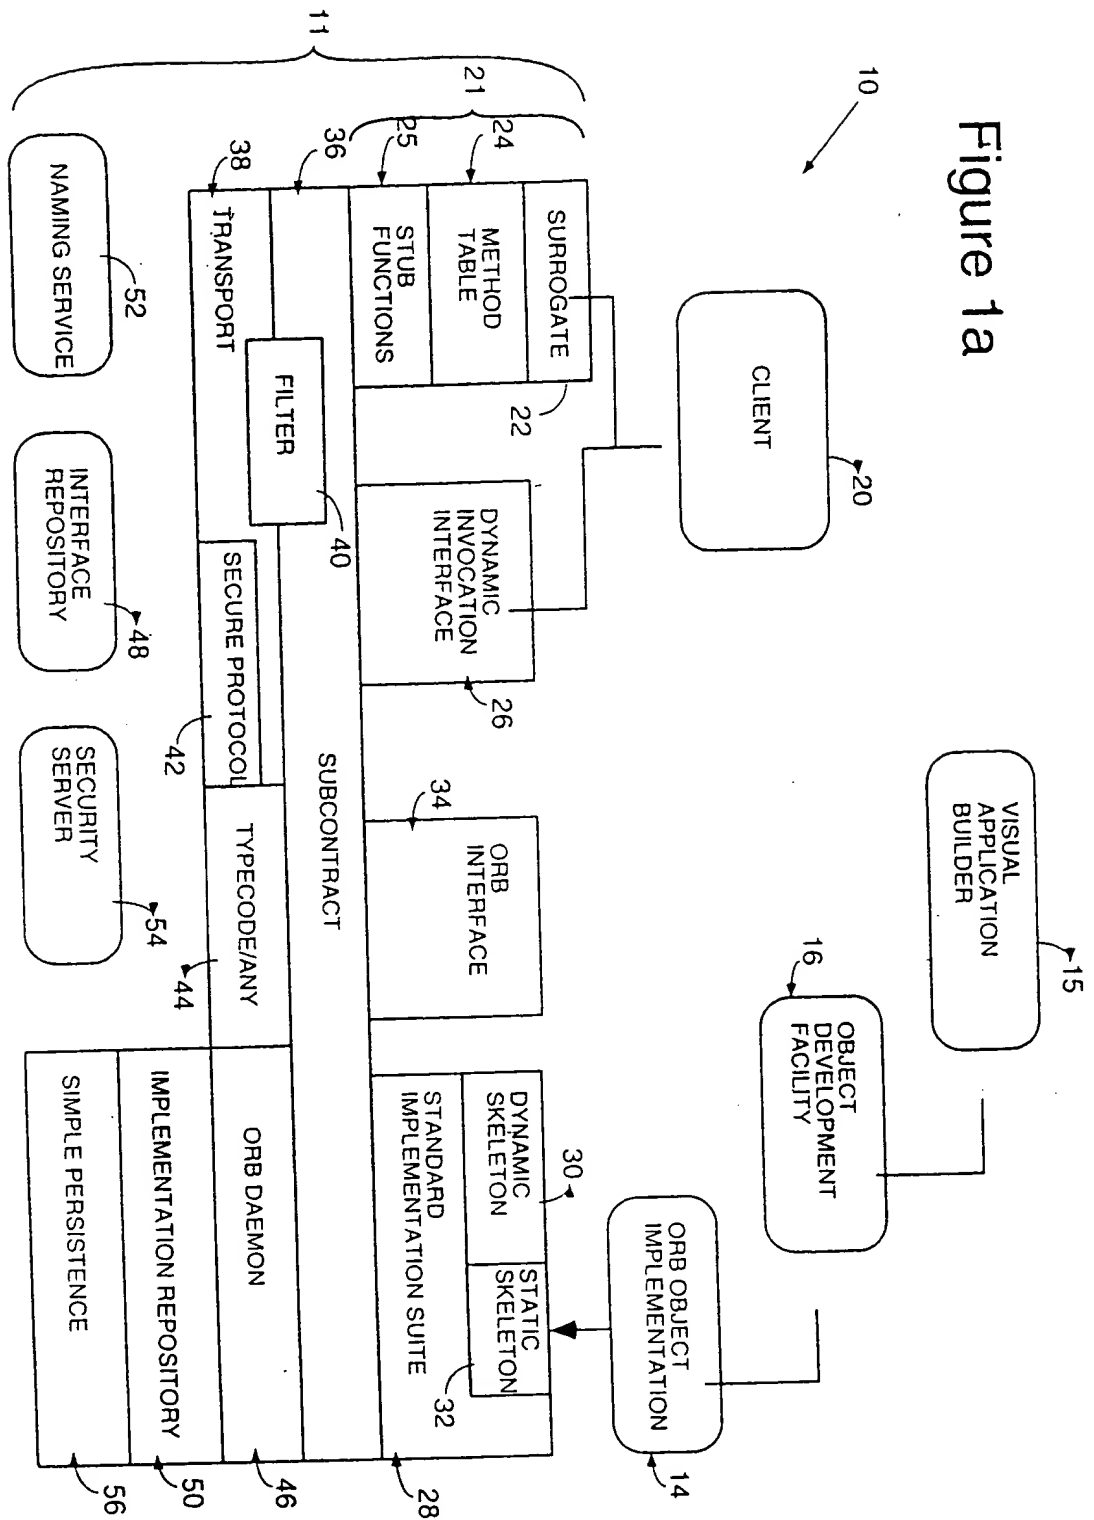 Figure 1a
10
CLIENT
20
VISUAL
APPLICATION
BUILDER
15
OBJECT
DEVELOPMENT
FACILITY
16
ORB OBJECT
IMPLEMENTATION
14
11
21
SURROGATE
22
24
METHOD
TABLE
25
STUB
FUNCTIONS
DYNAMIC
INVOCATION
INTERFACE
26
34
ORB
INTERFACE
30
DYNAMIC
SKELETON
STATIC
SKELETON
32
STANDARD
IMPLEMENTATION SUITE
28
36
SUBCONTRACT
FILTER
40
38
TRANSPORT
SECURE PROTOCOL
42
TYPECODE/ANY
44
ORB DAEMON
46
IMPLEMENTATION REPOSITORY
50
SIMPLE PERSISTENCE
56
NAMING SERVICE
52
INTERFACE
REPOSITORY
48
SECURITY
SERVER
54